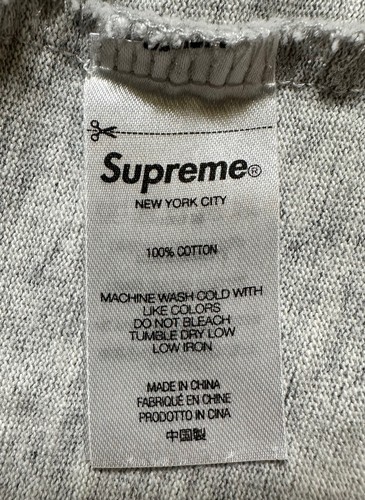 Supreme®
NEW YORK CITY
100% COTTON
MACHINE WASH COLD WITH
LIKE COLORS
DO NOT BLEACH
TUMBLE DRY LOW
LOW IRON
MADE IN CHINA
FABRIQUÉ EN CHINE
PRODOTTO IN CINA
中国製